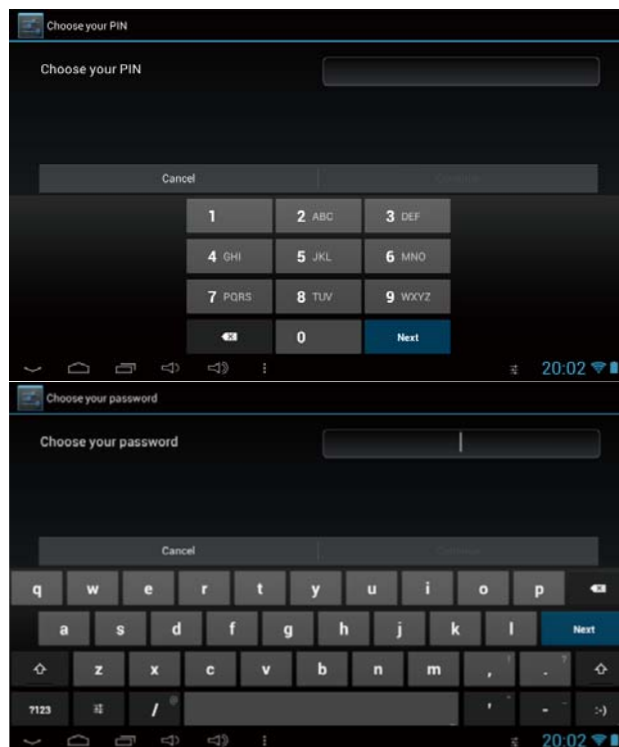 Choose your PIN
Choose your PIN
Cancel Continue
1 2 ABC 3 DEF
4 GHI 5 JKL 6 MNO
7 PQRS 8 TUV 9 WXYZ
0 Next
20:02
Choose your password
Choose your password
Cancel Continue
q w e r t y u i o p
a s d f g h j k l Next
z x c v b n m , ! . ?
?123 / @ ' " - _ :-)
20:02